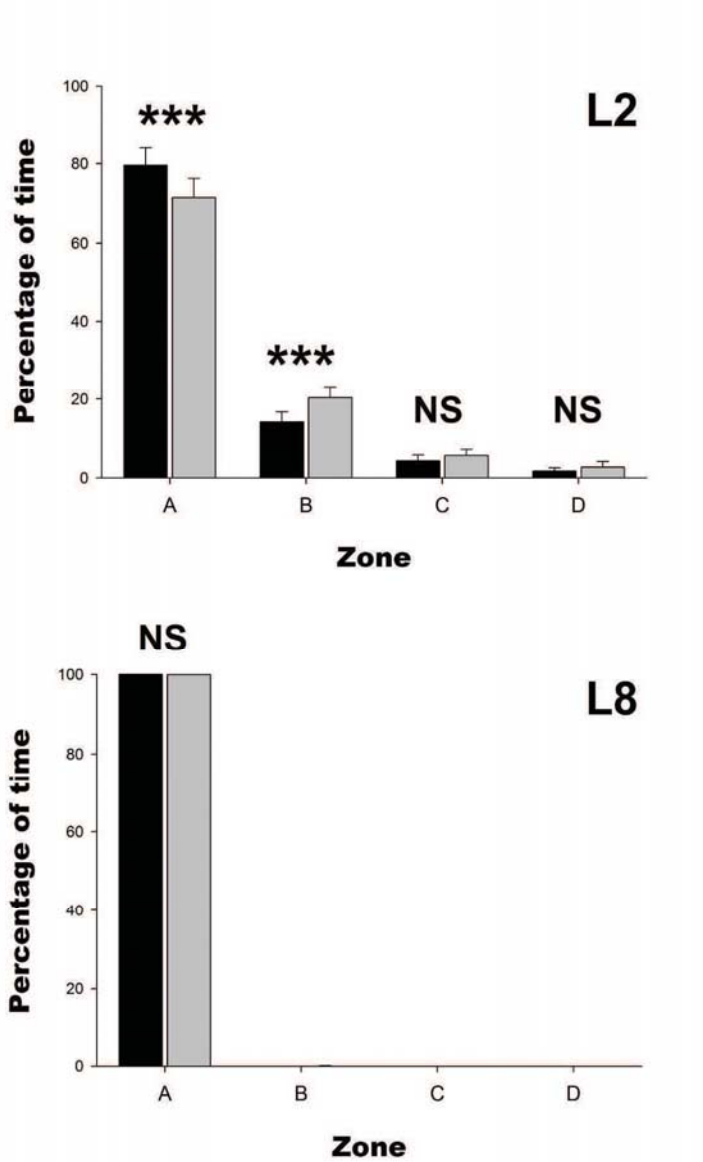 L2
Percentage of time
100
80
60
40
20
0
***
***
NS
NS
A B C D
Zone
NS
L8
Percentage of time
100
80
60
40
20
0
A B C D
Zone